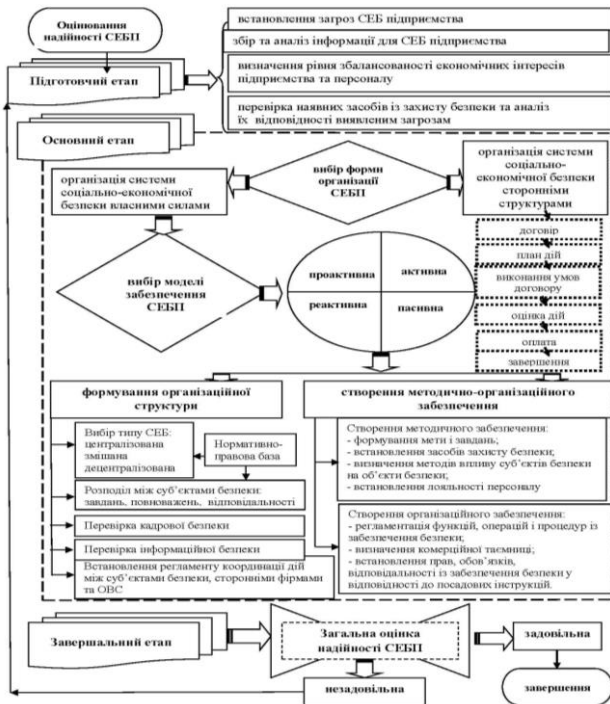 Оцінювання
надійності СЕБП
встановлення загроз СЕБ підприємства
збір та аналіз інформації для СЕБ підприємства
Підготовчий етап
визначення рівня збалансованості економічних інтересів
підприємства та персоналу
перевірка наявних засобів із захисту безпеки та аналіз
їх відповідності виявленим загрозам
Основний етап
організація системи
соціально-економічної
безпеки власними силами
вибір форми
організації
СЕБП
організація системи
соціально-
економічної безпеки
сторонніми
структурами
договір
план дій
виконання умов
договору
оцінка дій
оплата
завершення
вибір моделі
забезпечення
СЕБП
проактивна
активна
реактивна
пасивна
формування організаційної
структури
створення методично-організаційного
забезпечення
Вибір типу СЕБ:
централізована
змішана
децентралізована
Нормативно-
правова база
Розподіл між суб’єктами безпеки:
завдань, повноважень, відповідальності
Перевірка кадрової безпеки
Перевірка інформаційної безпеки
Встановлення регламенту координації дій
між суб’єктами безпеки, сторонніми фірмами
та ОВС
Створення методичного забезпечення:
- формування мети і завдань;
- встановлення засобів захисту безпеки;
- визначення методів впливу суб’єктів безпеки
на об’єкти безпеки;
- встановлення лояльності персоналу
Створення організаційного забезпечення:
- регламентація функцій, операцій і процедур із
забезпечення безпеки;
- визначення комерційної таємниці;
- встановлення прав, обов’язків,
відповідальності із забезпечення безпеки у
відповідності до посадових інструкцій.
Завершальний етап
Загальна оцінка
надійності СЕБП
задовільна
незадовільна
завершення